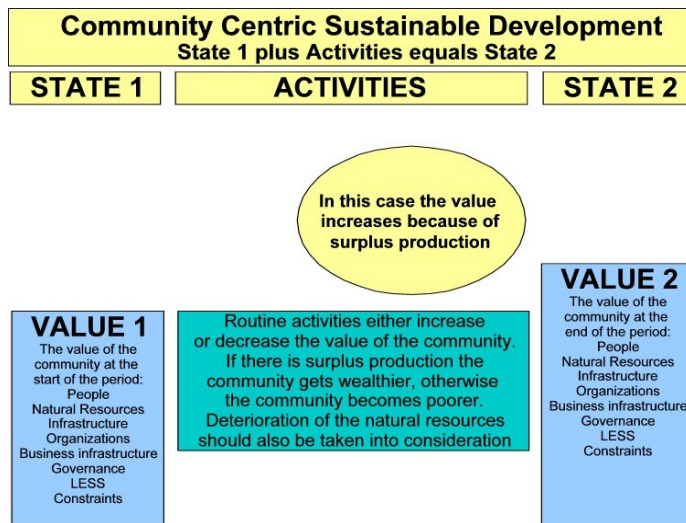 Community Centric Sustainable Development
State 1 plus Activities equals State 2
STATE 1
ACTIVITIES
STATE 2
In this case the value
increases because of
surplus production
VALUE 1
The value of the
community at the
start of the period:
People
Natural Resources
Infrastructure
Organizations
Business infrastructure
Governance
LESS
Constraints
Routine activities either increase
or decrease the value of the community.
If there is surplus production the
community gets wealthier, otherwise
the community becomes poorer.
Deterioration of the natural resources
should also be taken into consideration
VALUE 2
The value of the
community at the
end of the period:
People
Natural Resources
Infrastructure
Organizations
Business infrastructure
Governance
LESS
Constraints